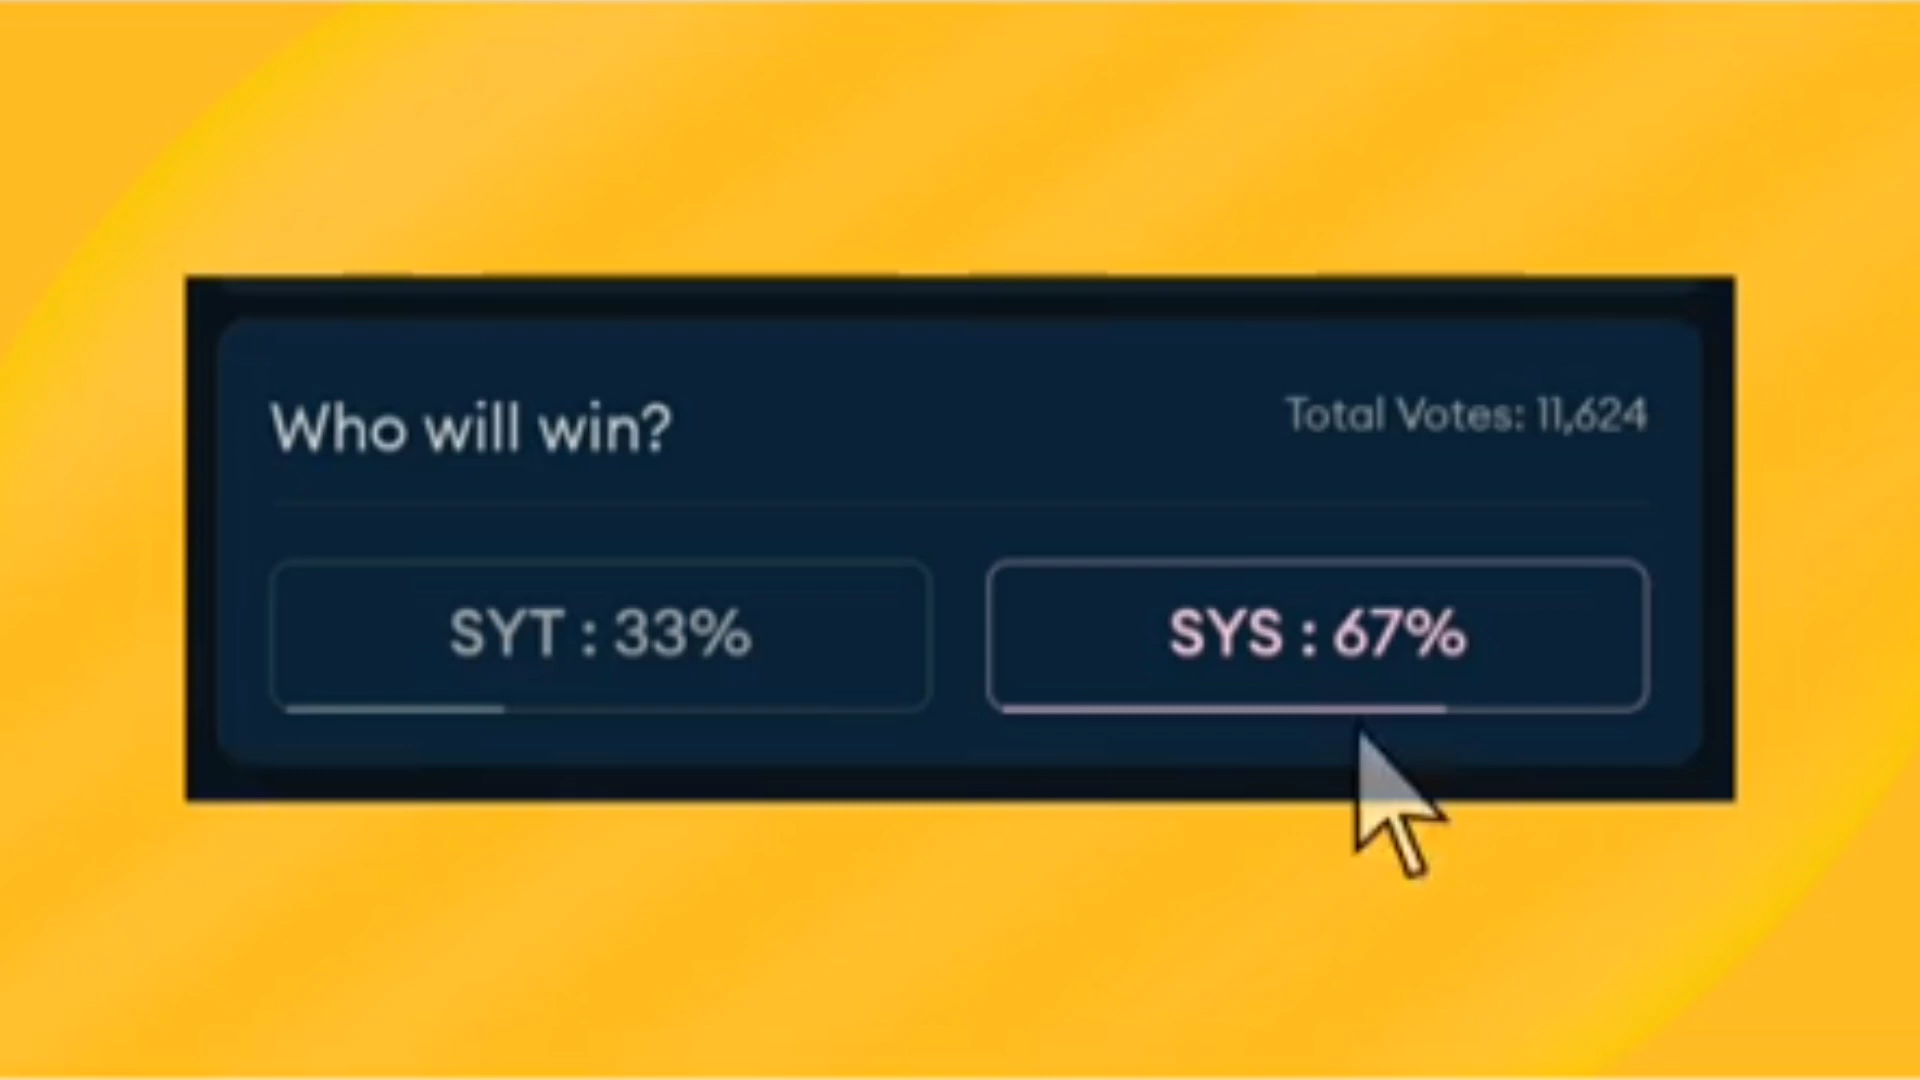 Who will win?
Total Votes: 11,624
SYT : 33%
SYS : 67%